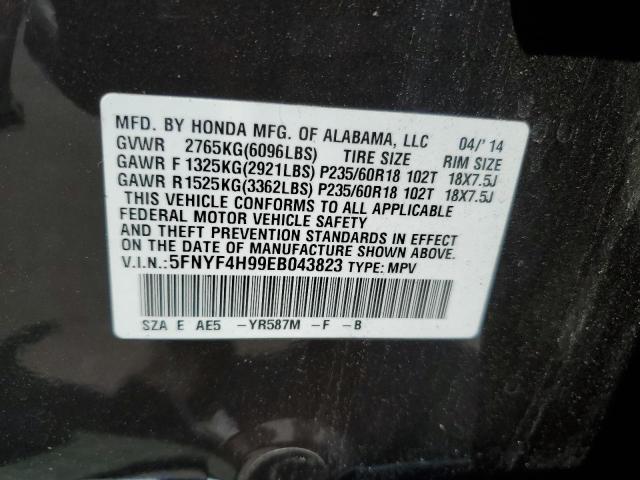 MFD. BY HONDA MFG. OF ALABAMA, LLC 04/'14
GVWR 2765KG(6096LBS) TIRE SIZE RIM SIZE
GAWR F 1325KG(2921LBS) P235/60R18 102T 18X7.5J
GAWR R1525KG(3362LBS) P235/60R18 102T 18X7.5J
THIS VEHICLE CONFORMS TO ALL APPLICABLE
FEDERAL MOTOR VEHICLE SAFETY
AND THEFT PREVENTION STANDARDS IN EFFECT
ON THE DATE OF MANUFACTURE SHOWN ABOVE.
V.I.N.:5FNYF4H99EB043823 TYPE: MPV
SZA E AE5 -YR587M -F -B